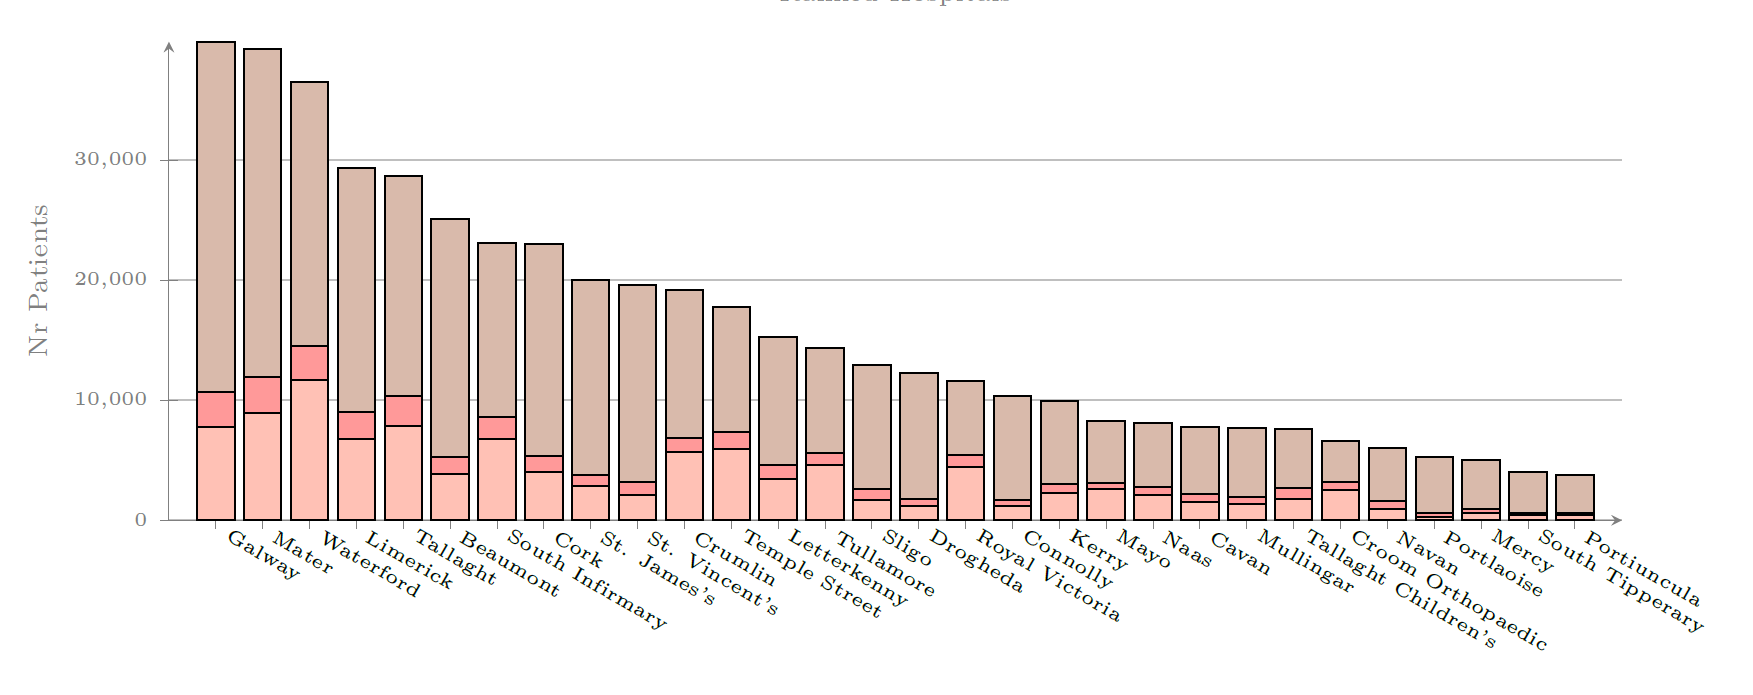 Ranked Hospitals
Nr Patients
30,000
20,000
10,000
0
Galway
Mater
Waterford
Limerick
Tallaght
Beaumont
South Infirmary
Cork
St. James's
St. Vincent's
Crumlin
Temple Street
Letterkenny
Tullamore
Sligo
Drogheda
Royal Victoria
Connolly
Kerry
Mayo
Naas
Cavan
Mullingar
Tallaght Children's
Croom Orthopaedic
Navan
Portlaoise
Mercy
South Tipperary
Portiuncula